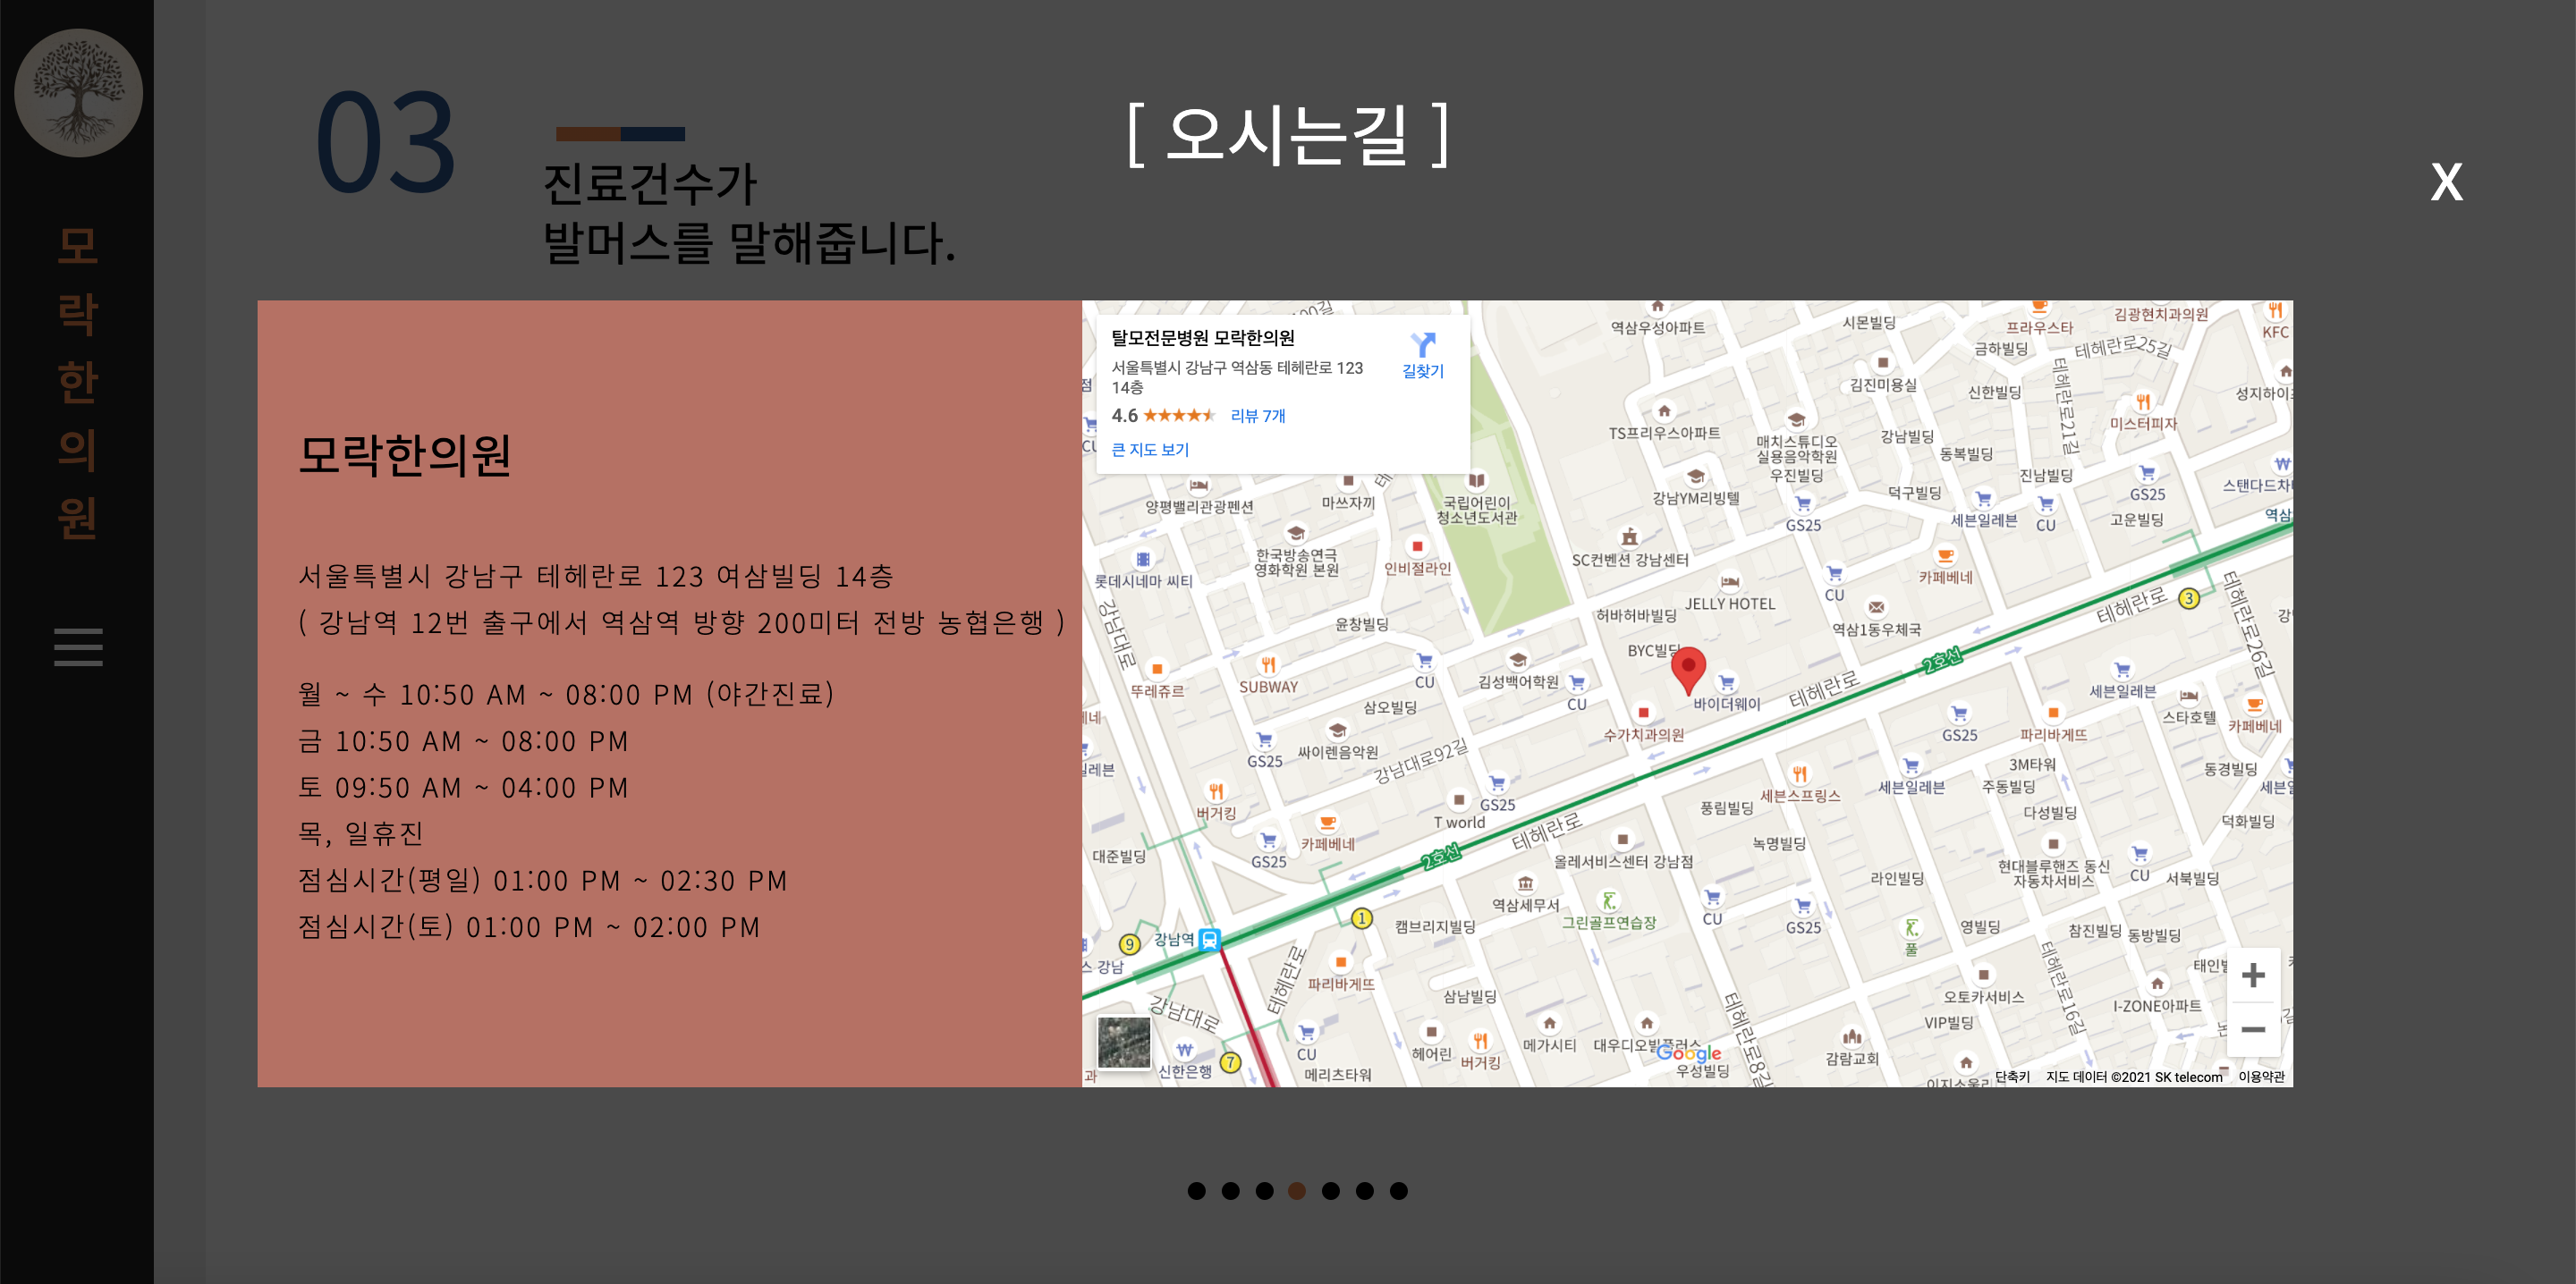 모
락
한
의
원
03
진료건수가
발머스를 말해줍니다.
[ 오시는길 ]
X
모락한의원
서울특별시 강남구 테헤란로 123 여삼빌딩 14층
( 강남역 12번 출구에서 역삼역 방향 200미터 전방 농협은행 )
월 ~ 수 10:50 AM ~ 08:00 PM (야간진료)
금 10:50 AM ~ 08:00 PM
토 09:50 AM ~ 04:00 PM
목, 일휴진
점심시간(평일) 01:00 PM ~ 02:30 PM
점심시간(토) 01:00 PM ~ 02:00 PM
탈모전문병원 모락한의원
서울특별시 강남구 역삼동 테헤란로 123
14층
4.6
리뷰 7개
큰 지도 보기
길찾기
역삼우성아파트
시몬빌딩
프라우스타
김광현치과의원
KFC
금하빌딩
테헤란로25길
테헤란로21길
김진미용실
신한빌딩
미스터피자
TS프리우스아파트
매치스튜디오
실용음악학원
우진빌딩
강남빌딩
동복빌딩
진남빌딩
GS25
양평밸리관광펜션
마쓰자끼
국립어린이
청소년도서관
강남YM리빙텔
GS25
덕구빌딩
세븐일레븐
CU
고운빌딩
한국방송연극
영화학원 본원
인비절라인
SC컨벤션 강남센터
카페베네
롯데시네마 씨티
JELLY HOTEL
CU
역삼1동우체국
테헤란로
3
테헤란로26길
강남대로
윤창빌딩
허바허바빌딩
BYC빌딩
2호선
뚜레쥬르
SUBWAY
CU
김성백어학원
CU
바이더웨이
테헤란로
세븐일레븐
스타호텔
카페베네
삼오빌딩
수가치과의원
GS25
파리바게뜨
싸이렌음악원
GS25
강남대로92길
3M타워
동경빌딩
버거킹
GS25
T world
풍림빌딩
세븐스프링스
세븐일레븐
주동빌딩
다성빌딩
덕화빌딩
카페베네
GS25
테헤란로
2호선
대준빌딩
올레서비스센터 강남점
녹명빌딩
현대블루핸즈 동신
자동차서비스
CU
서북빌딩
라인빌딩
역삼세무서
그린골프연습장
CU
GS25
1
캠브리지빌딩
풀
영빌딩
참진빌딩
동방빌딩
9
강남역
파리바게뜨
테헤란로
삼남빌딩
오토카서비스
I-ZONE아파트
테헤란로16길
강남대로
VIP빌딩
CU
헤어린
버거킹
메가시티
Google
우성빌딩
테헤란로8길
감람교회
신한은행
7
메리츠타워
단축키
지도 데이터 ©2021 SK telecom
이용약관